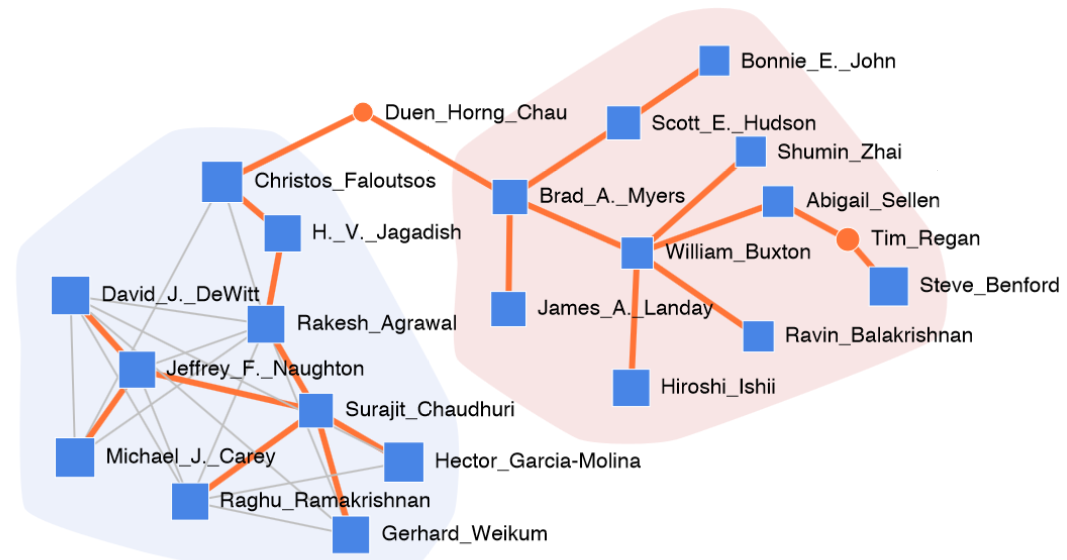 Bonnie_E._John
Duen_Horng_Chau
Scott_E._Hudson
Shumin_Zhai
Christos_Faloutsos
Brad_A._Myers
Abigail_Sellen
H._V._Jagadish
Tim_Regan
William_Buxton
Steve_Benford
David_J._DeWitt
James_A._Landay
Rakesh_Agrawal
Ravin_Balakrishnan
Jeffrey_F._Naughton
Hiroshi_Ishii
Surajit_Chaudhuri
Michael_J._Carey
Hector_Garcia-Molina
Raghu_Ramakrishnan
Gerhard_Weikum